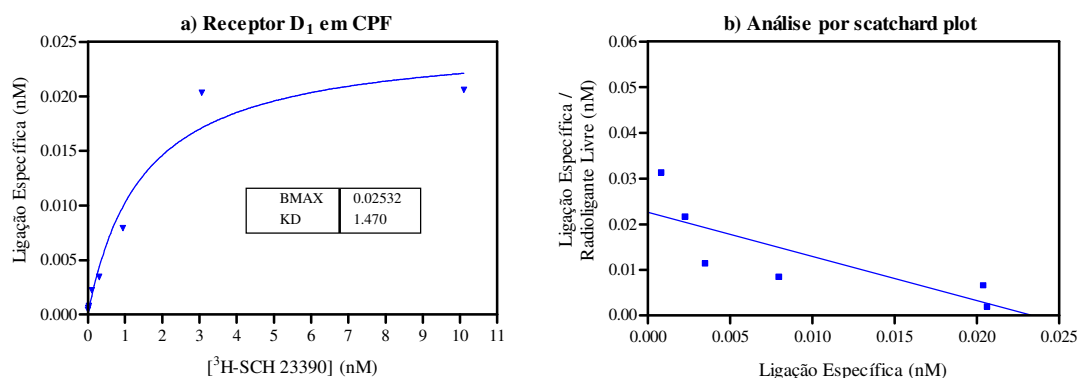 a) Receptor D1 em CPF
Ligação Específica (nM)
0.025
0.020
0.015
0.010
0.005
0.000
BMAX 0.02532
KD 1.470
0 1 2 3 4 5 6 7 8 9 10 11
[³H-SCH 23390] (nM)
b) Análise por scatchard plot
Ligação Específica /
Radioligante Livre (nM)
0.06
0.05
0.04
0.03
0.02
0.01
0.00
0.000 0.005 0.010 0.015 0.020 0.025
Ligação Específica (nM)